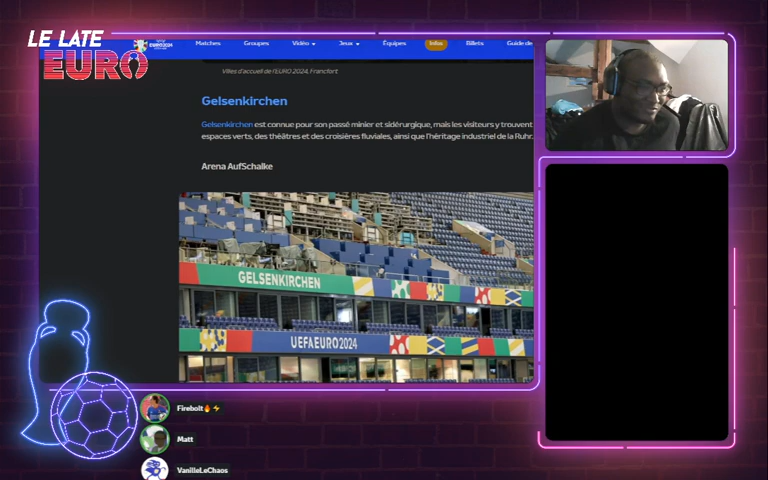 LE LATE
EURO
EURO2024
Matches
Groupes
Vidéo
Jeux
Équipes
Infos
Billets
Guide de
Villes d'accueil de l'EURO 2024, Francfort
Gelsenkirchen
Gelsenkirchen est connue pour son passé minier et sidérurgique, mais les visiteurs y trouvent
espaces verts, des théâtres et des croisières fluviales, ainsi que l'héritage industriel de la Ruhr.
Arena AufSchalke
GELSENKIRCHEN
UEFAEURO2024
Firebolt🔥⚡
Matt
VanilleLeChaos